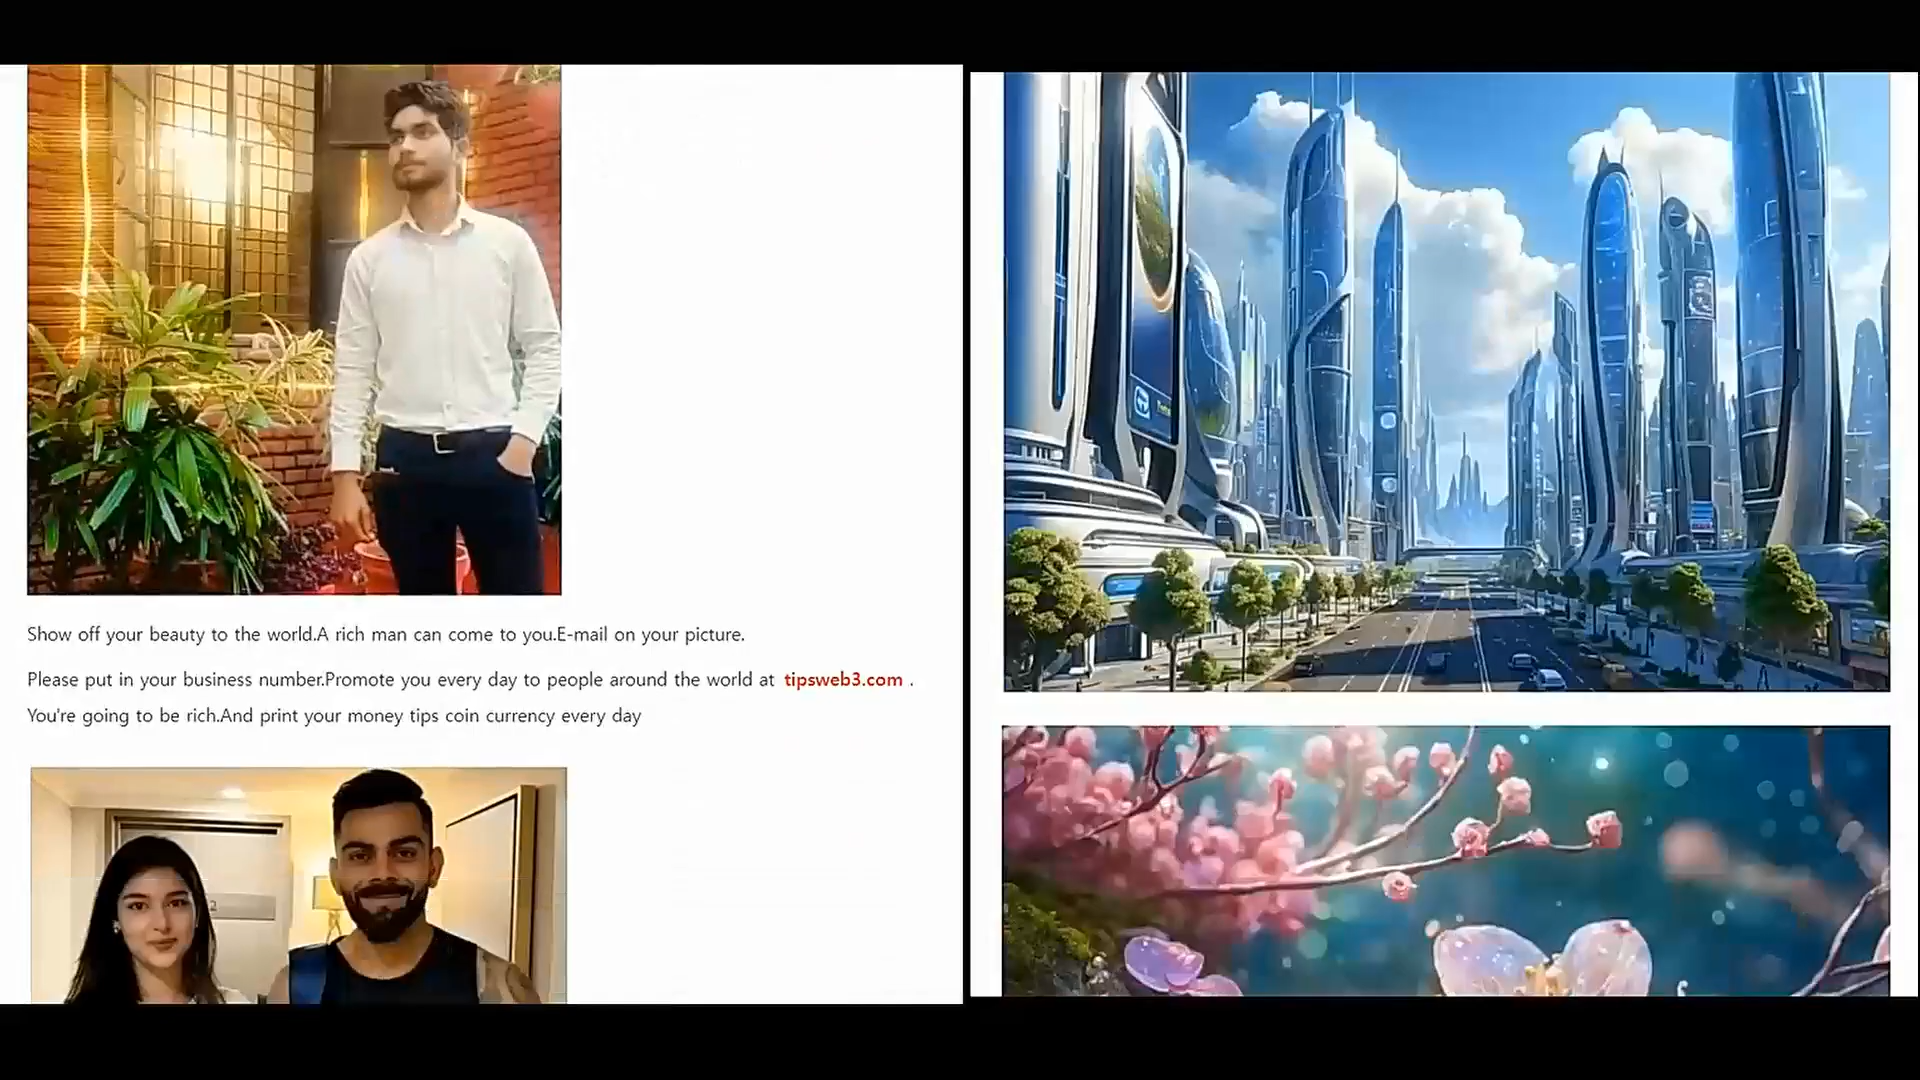 Show off your beauty to the world.A rich man can come to you.E-mail on your picture.
Please put in your business number.Promote you every day to people around the world at tipsweb3.com .
You're going to be rich.And print your money tips coin currency every day